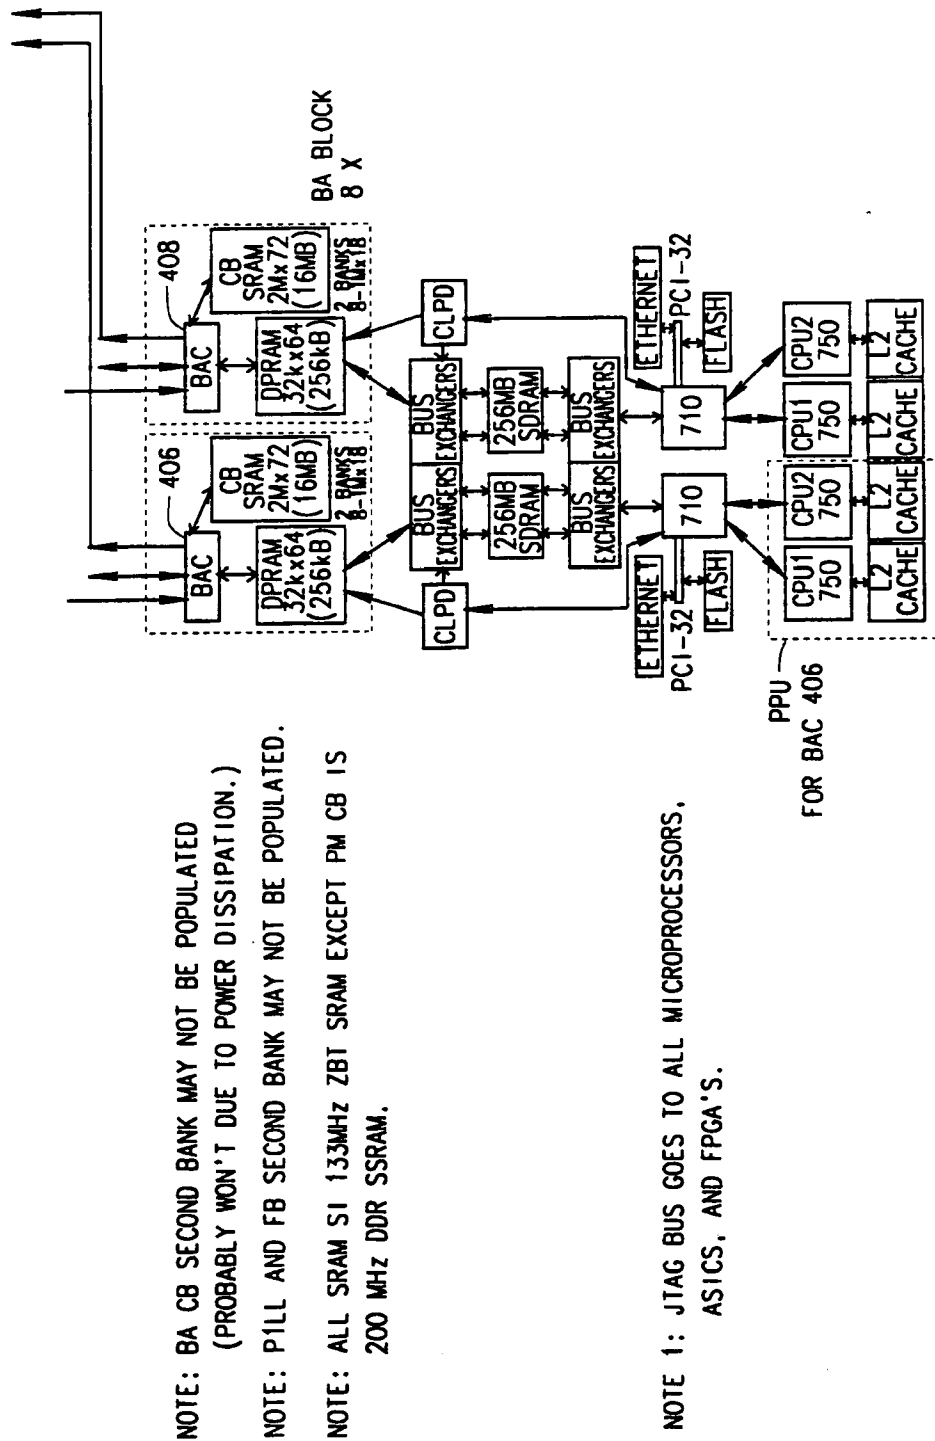 NOTE: BA CB SECOND BANK MAY NOT BE POPULATED
(PROBABLY WON'T DUE TO POWER DISSIPATION.)
NOTE: P1LL AND FB SECOND BANK MAY NOT BE POPULATED.
NOTE: ALL SRAM SI 133MHz ZBT SRAM EXCEPT PM CB IS
200 MHz DDR SSRAM.
NOTE 1: JTAG BUS GOES TO ALL MICROPROCESSORS,
ASICS, AND FPGA'S.
406
BAC
CB
SRAM
2Mx72
(16MB)
DPRAM
32kx64
(256kB)
2 BANKS
8-1Mx18
408
BAC
CB
SRAM
2Mx72
(16MB)
DPRAM
32kx64
(256kB)
2 BANKS
8-1Mx18
BA BLOCK
8 X
CLPD
BUS
EXCHANGERS
BUS
EXCHANGERS
CLPD
256MB
SDRAM
256MB
SDRAM
BUS
EXCHANGERS
BUS
EXCHANGERS
ETHERNET
PCI-32
FLASH
710
710
ETHERNET
PCI-32
FLASH
PPU
FOR BAC 406
CPU1
750
CPU2
750
CPU1
750
CPU2
750
L2
CACHE
L2
CACHE
L2
CACHE
L2
CACHE